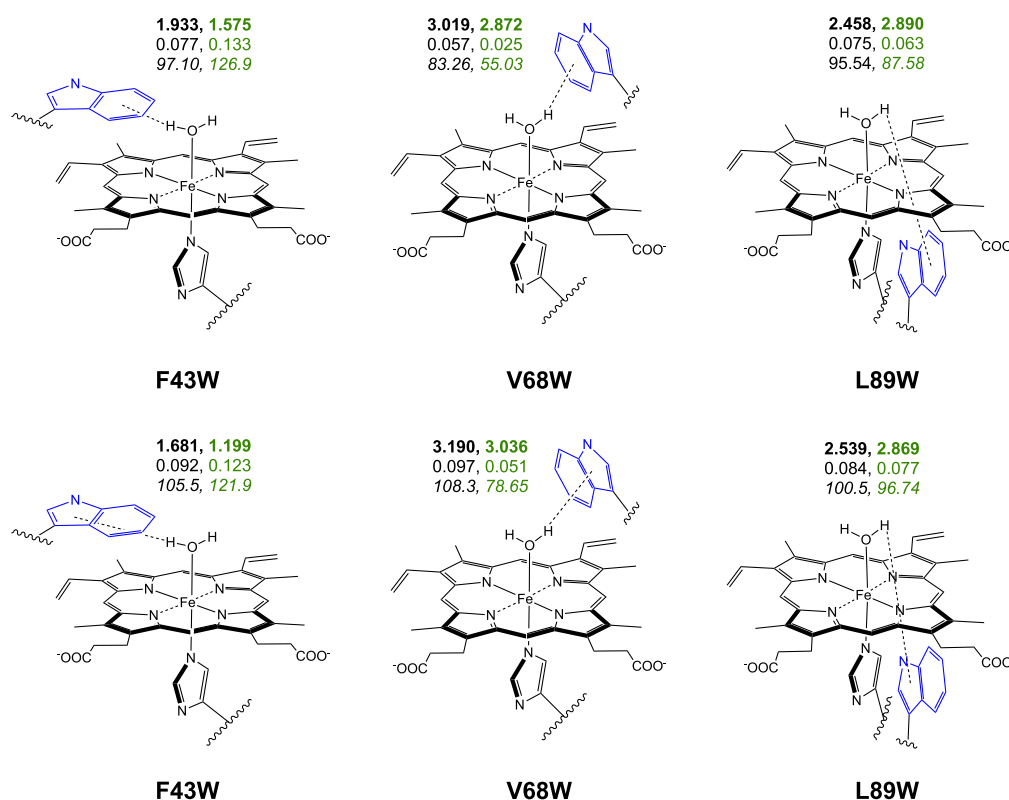 1.933, 1.575
0.077, 0.133
97.10, 126.9
3.019, 2.872
0.057, 0.025
83.26, 55.03
2.458, 2.890
0.075, 0.063
95.54, 87.58
N
H O H
N N
Fe
N N
-OOC COO-
N
N
N
H H
O
N N
Fe
N N
-OOC COO-
N
N
H
O
N N
Fe
N N
-OOC COO-
N
N
N
F43W
V68W
L89W
1.681, 1.199
0.092, 0.123
105.5, 121.9
3.190, 3.036
0.097, 0.051
108.3, 78.65
2.539, 2.869
0.084, 0.077
100.5, 96.74
N
H O H
N N
Fe
N N
-OOC COO-
N
N
N
H H
O
N N
Fe
N N
-OOC COO-
N
N
H H
O
N N
Fe
N N
-OOC COO-
N
N
N
F43W
V68W
L89W